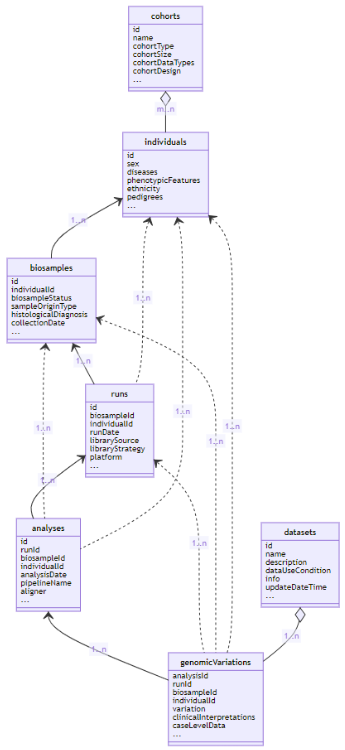 cohorts
id
name
cohortType
cohortSize
cohortDataTypes
cohortDesign
...
m..n
individuals
id
sex
diseases
phenotypicFeatures
ethnicity
pedigrees
...
1..n
1..n
1..n
1..n
biosamples
id
individualId
biosampleStatus
sampleOriginType
histologicalDiagnosis
collectionDate
...
1..n
1..n
runs
id
biosampleId
individualId
runDate
librarySource
libraryStrategy
platform
...
1..n
1..n
1..n
1..n
analyses
id
runId
biosampleId
individualId
analysisDate
pipelineName
aligner
...
datasets
id
name
description
dataUseCondition
info
updateDateTime
...
1..n
1..n
genomicVariations
analysisId
runId
biosampleId
individualId
variation
clinicalInterpretations
caseLevelData
...